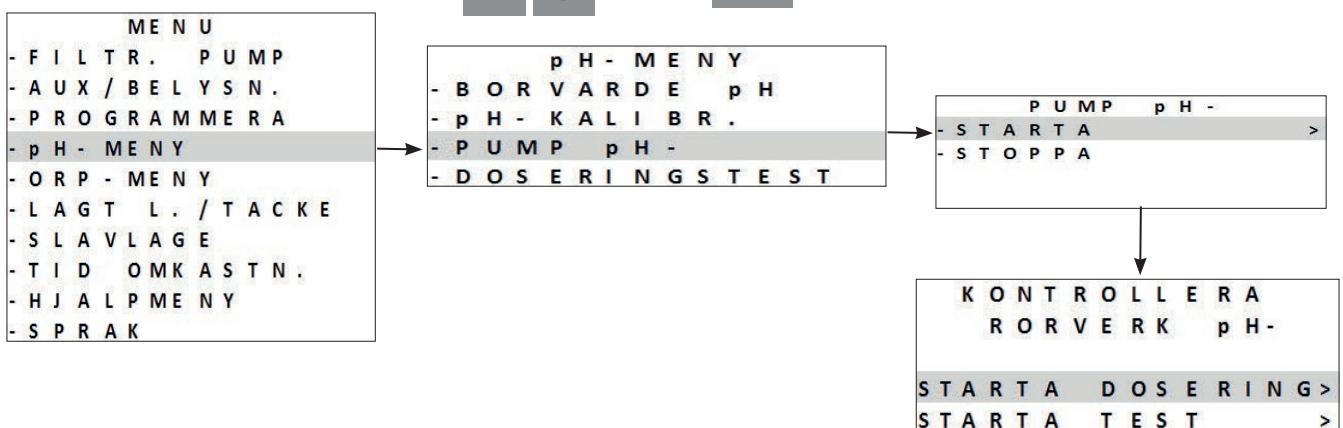 MENU
-FILTR. PUMP
-AUX/BELYSN.
-PROGRAMMERA
-pH-MENY
-ORP-MENY
-LAGT L./TACKE
-SLAVLAGE
-TID OMKASTN.
-HJALPMENY
-SPRAK
pH-MENY
-BORVARDE pH
-pH-KALIBR.
-PUMP pH-
-DOSERINGSTEST
PUMP pH-
-STARTA >
-STOPPA
KONTROLLERA
RORVERK pH-
STARTA DOSERING>
STARTA TEST >